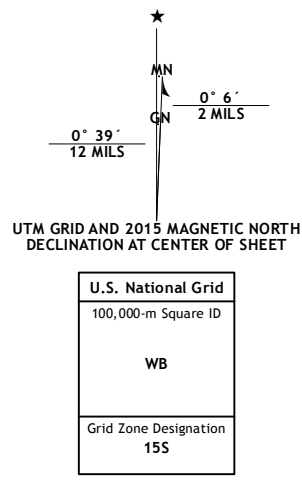 ★
MN
0° 6´
2 MILS
GN
0° 39´
12 MILS
UTM GRID AND 2015 MAGNETIC NORTH
DECLINATION AT CENTER OF SHEET
U.S. National Grid
100,000-m Square ID
WB
Grid Zone Designation
15S